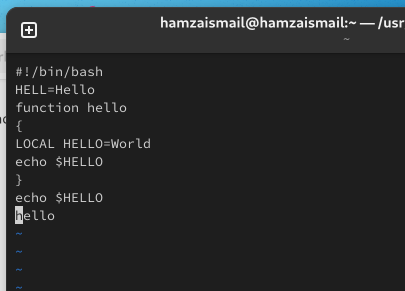 hamzaismail@hamzaismail:~ — /usr
~
#!/bin/bash
HELL=Hello
function hello
{
LOCAL HELLO=World
echo $HELLO
}
echo $HELLO
hello
~
~
~
~